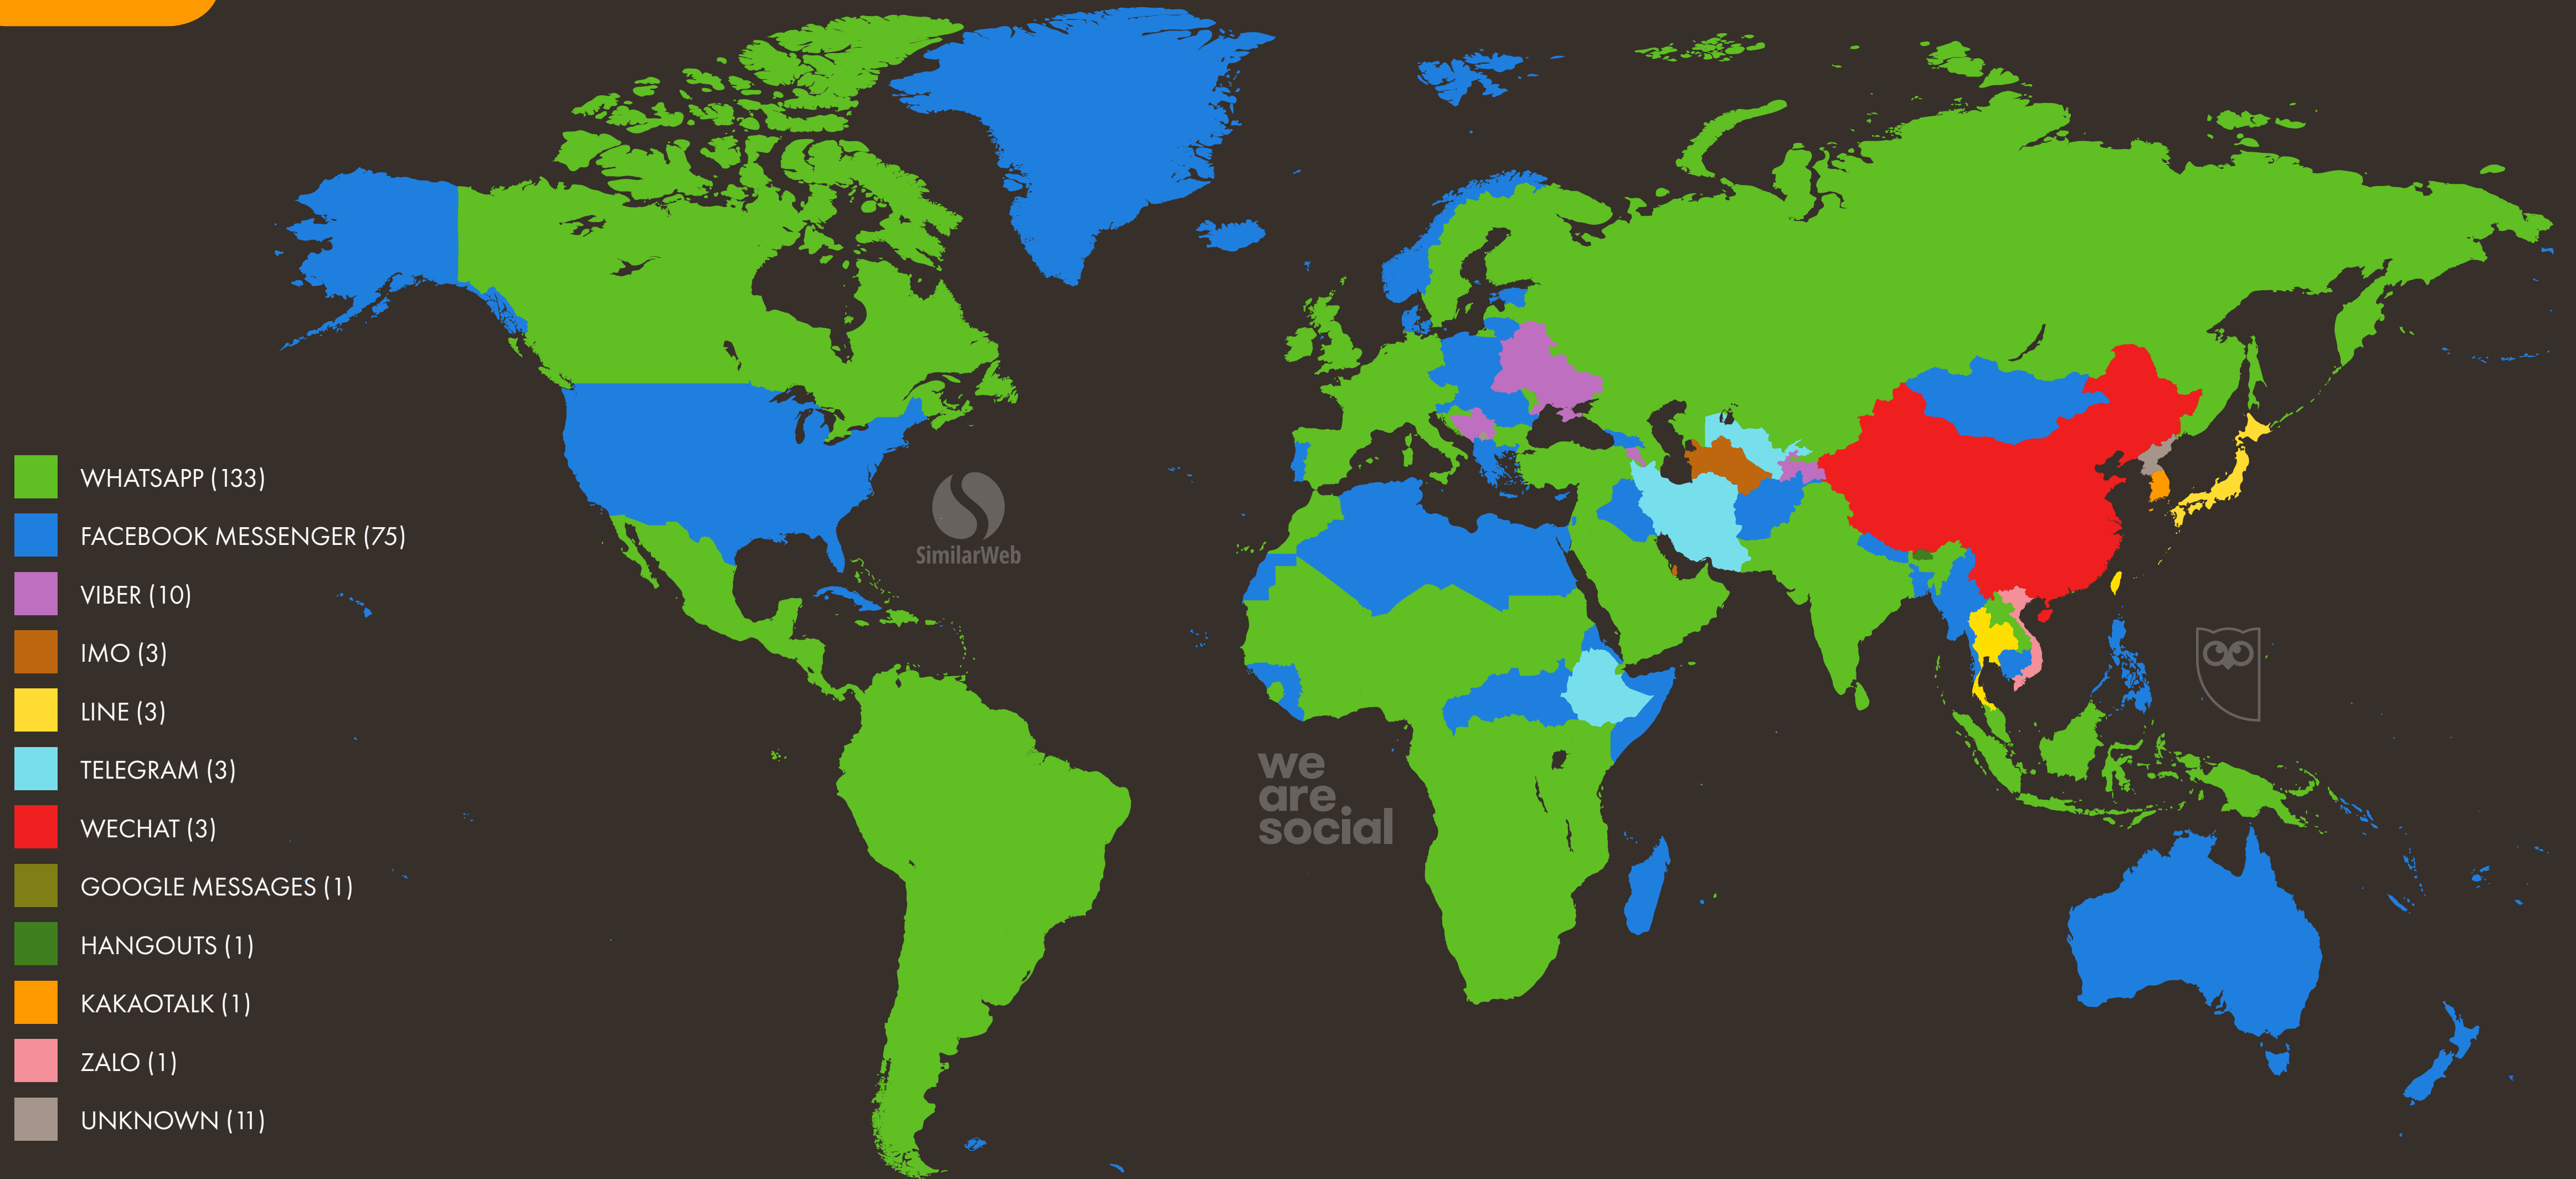 WHATSAPP (133)
FACEBOOK MESSENGER (75)
VIBER (10)
IMO (3)
LINE (3)
TELEGRAM (3)
WECHAT (3)
GOOGLE MESSAGES (1)
HANGOUTS (1)
KAKAOTALK (1)
ZALO (1)
UNKNOWN (11)
SimilarWeb
we
are
social